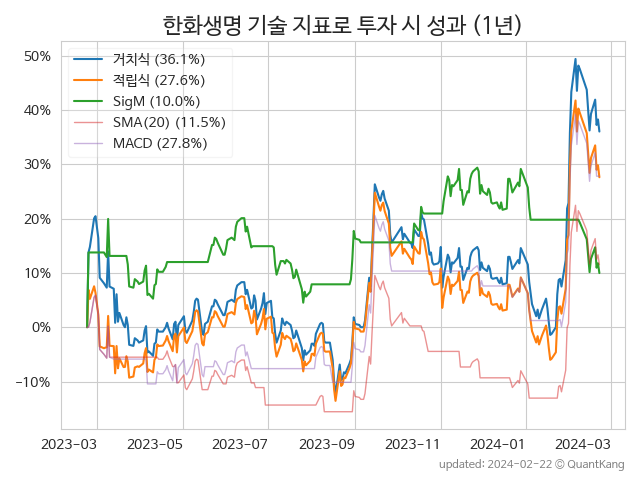 한화생명 기술 지표로 투자 시 성과 (1년)
50%
40%
30%
20%
10%
0%
−10%
거치식 (36.1%)
적립식 (27.6%)
SigM (10.0%)
SMA(20) (11.5%)
MACD (27.8%)
2023-03
2023-05
2023-07
2023-09
2023-11
2024-01
2024-03
updated: 2024-02-22 © QuantKang